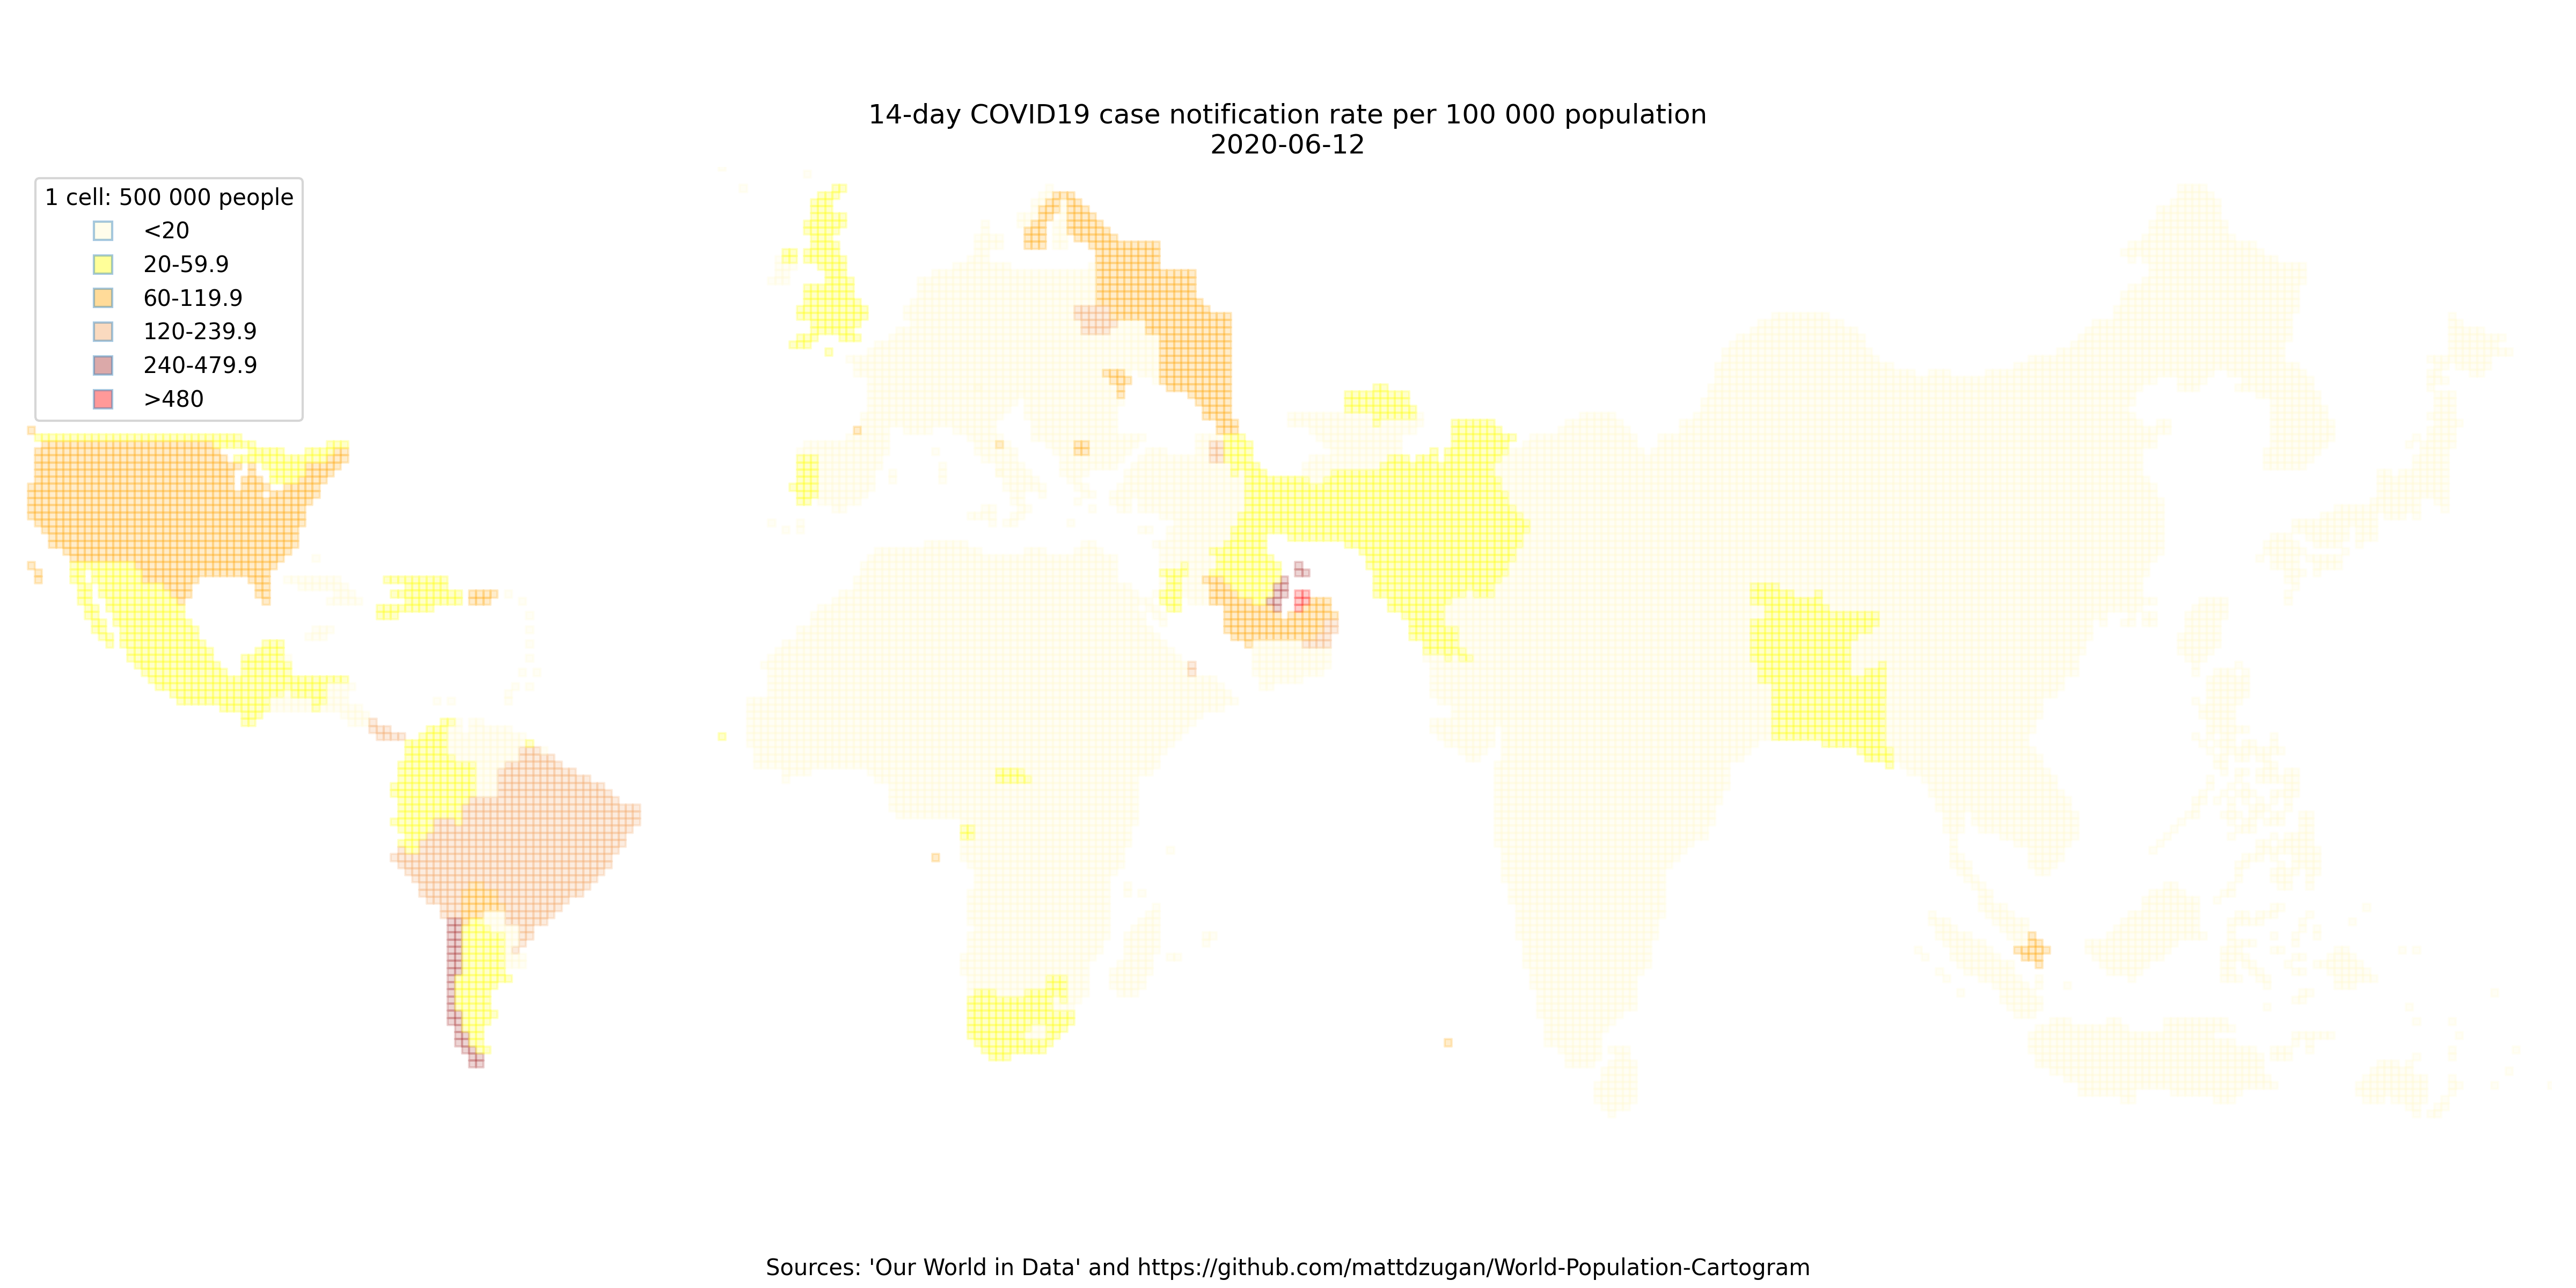 14-day COVID19 case notification rate per 100 000 population
2020-06-12
1 cell: 500 000 people
<20
20-59.9
60-119.9
120-239.9
240-479.9
>480
Sources: 'Our World in Data' and https://github.com/mattdzugan/World-Population-Cartogram